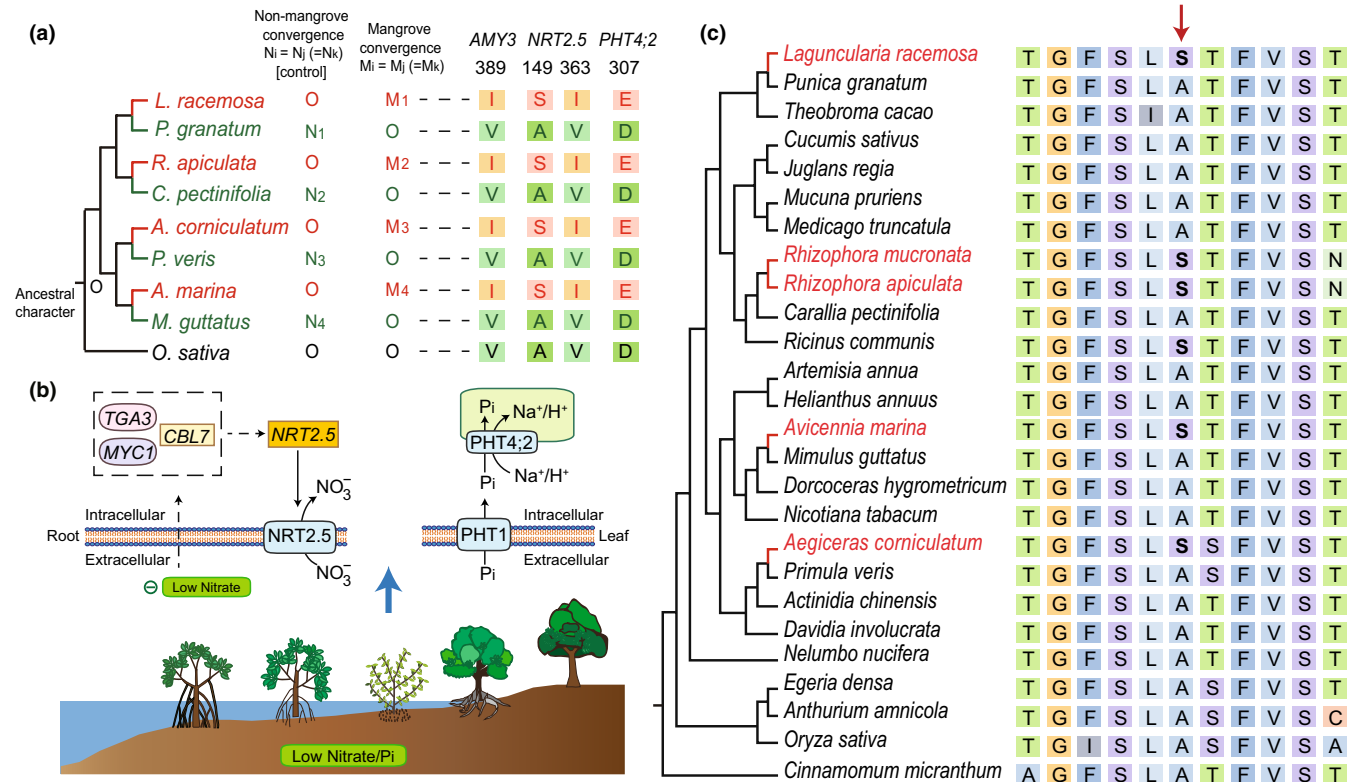 (a)
Non-mangrove
convergence
Ni = Nj (=Nk)
[control]
Mangrove
convergence
Mi = Mj (=Mk)
AMY3 NRT2.5 PHT4;2
389 149 363 307
L. racemosa O M1 – – – I S I E
P. granatum N1 O – – – V A V D
R. apiculata O M2 – – – I S I E
C. pectinifolia N2 O – – – V A V D
A. corniculatum O M3 – – – I S I E
P. veris N3 O – – – V A V D
A. marina O M4 – – – I S I E
M. guttatus N4 O – – – V A V D
O. sativa O O – – – V A V D
O
Ancestral
character
(b)
TGA3
MYC1
CBL7
NRT2.5
NO3−
Intracellular
Root
Extracellular
NRT2.5
NO3−
⊖ Low Nitrate
Pi
Na+/H+
PHT4;2
Pi
Na+/H+
PHT1
Pi
Intracellular
Leaf
Extracellular
Low Nitrate/Pi
(c)
Laguncularia racemosa T G F S L S T F V S T
Punica granatum T G F S L A T F V S T
Theobroma cacao T G F S I A T F V S T
Cucumis sativus T G F S L A T F V S T
Juglans regia T G F S L A T F V S T
Mucuna pruriens T G F S L A T F V S T
Medicago truncatula T G F S L A T F V S T
Rhizophora mucronata T G F S L S T F V S N
Rhizophora apiculata T G F S L S T F V S N
Carallia pectinifolia T G F S L A T F V S T
Ricinus communis T G F S L S T F V S T
Artemisia annua T G F S L A T F V S T
Helianthus annuus T G F S L A T F V S T
Avicennia marina T G F S L S T F V S T
Mimulus guttatus T G F S L A T F V S T
Dorcoceras hygrometricum T G F S L A T F V S T
Nicotiana tabacum T G F S L A T F V S T
Aegiceras corniculatum T G F S L S S F V S T
Primula veris T G F S L A S F V S T
Actinidia chinensis T G F S L A T F V S T
Davidia involucrata T G F S L A T F V S T
Nelumbo nucifera T G F S L A T F V S T
Egeria densa T G F S L A S F V S T
Anthurium amnicola T G F S L A S F V S C
Oryza sativa T G I S L A S F V S A
Cinnamomum micranthum A G F S L A T F V S T